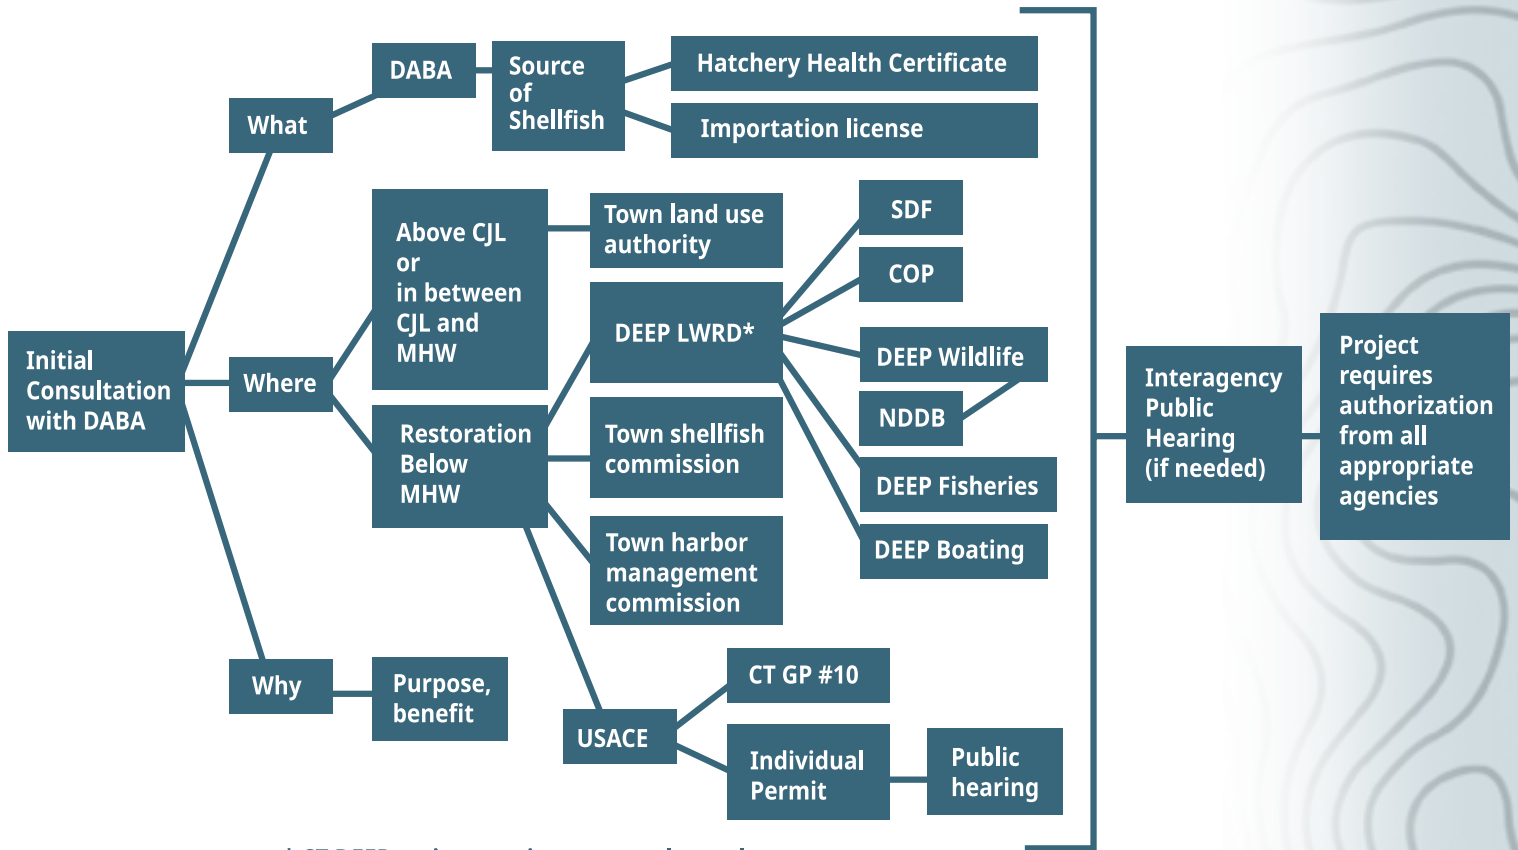 DABA
Source
of
Shellfish
Hatchery Health Certificate
Importation license
What
Above CJL
or
in between
CJL and
MHW
Town land use
authority
SDF
COP
DEEP LWRD*
DEEP Wildlife
NDDB
Initial
Consultation
with DABA
Where
Restoration
Below
MHW
Town shellfish
commission
DEEP Fisheries
DEEP Boating
Town harbor
management
commission
Why
Purpose,
benefit
USACE
CT GP #10
Individual
Permit
Public
hearing
Interagency
Public
Hearing
(if needed)
Project
requires
authorization
from all
appropriate
agencies